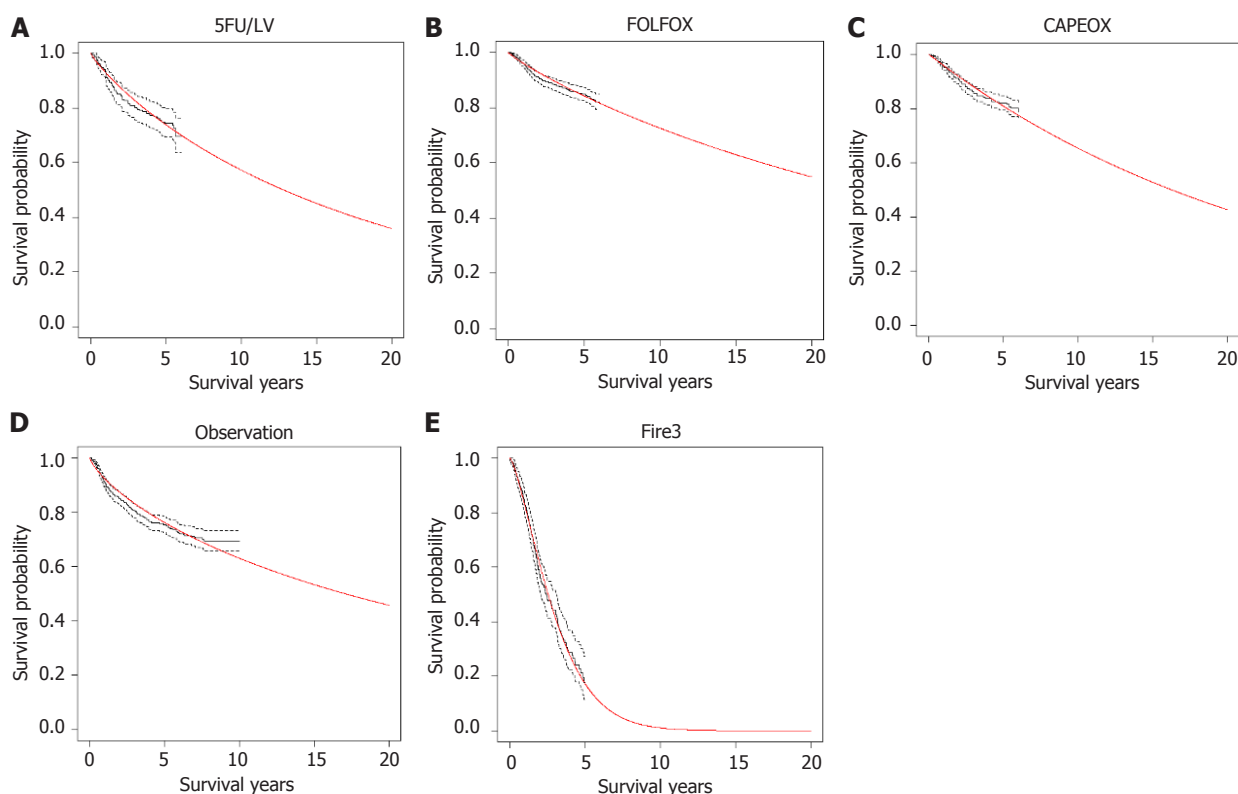 A
5FU/LV
Survival probability
1.0
0.8
0.6
0.4
0.2
0.0
0 5 10 15 20
Survival years
B
FOLFOX
Survival probability
1.0
0.8
0.6
0.4
0.2
0.0
0 5 10 15 20
Survival years
C
CAPEOX
Survival probability
1.0
0.8
0.6
0.4
0.2
0.0
0 5 10 15 20
Survival years
D
Observation
Survival probability
1.0
0.8
0.6
0.4
0.2
0.0
0 5 10 15 20
Survival years
E
Fire3
Survival probability
1.0
0.8
0.6
0.4
0.2
0.0
0 5 10 15 20
Survival years